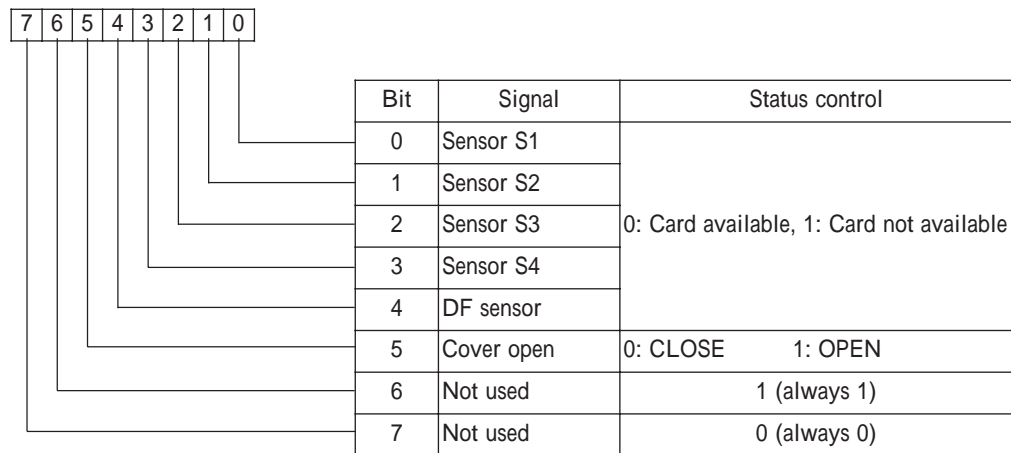 7 6 5 4 3 2 1 0
Bit Signal Status control
0 Sensor S1
1 Sensor S2
2 Sensor S3 0: Card available, 1: Card not available
3 Sensor S4
4 DF sensor
5 Cover open 0: CLOSE 1: OPEN
6 Not used 1 (always 1)
7 Not used 0 (always 0)